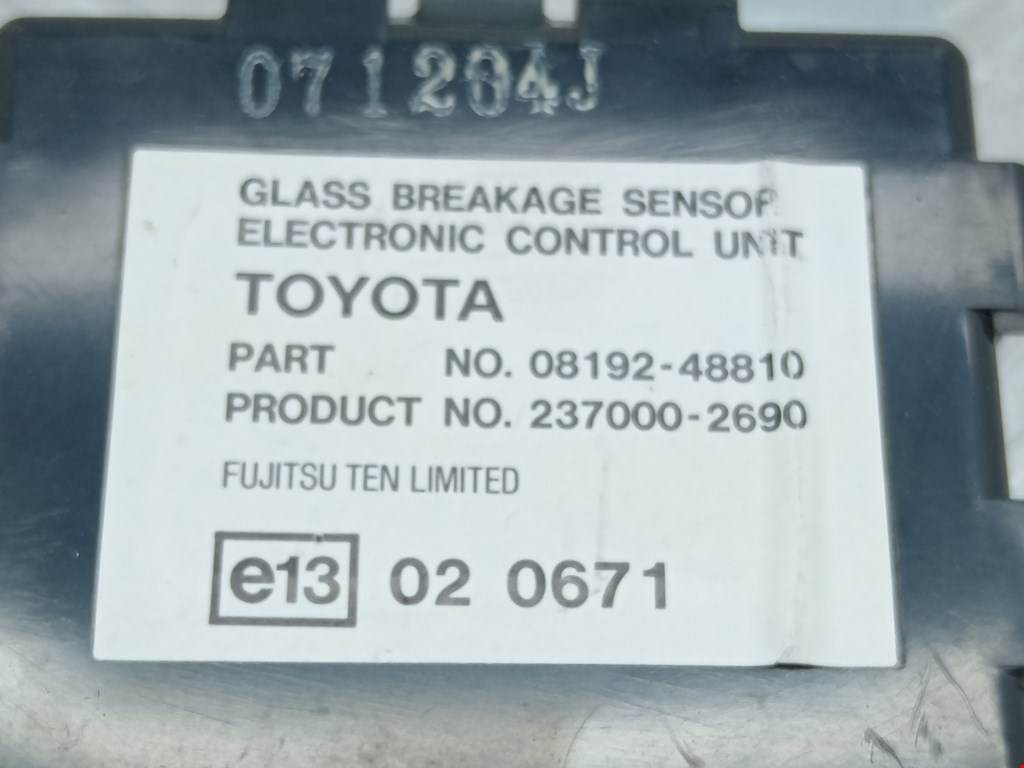 071204J
GLASS BREAKAGE SENSOR
ELECTRONIC CONTROL UNIT
TOYOTA
PART NO. 08192-48810
PRODUCT NO. 237000-2690
FUJITSU TEN LIMITED
e13 02 0671